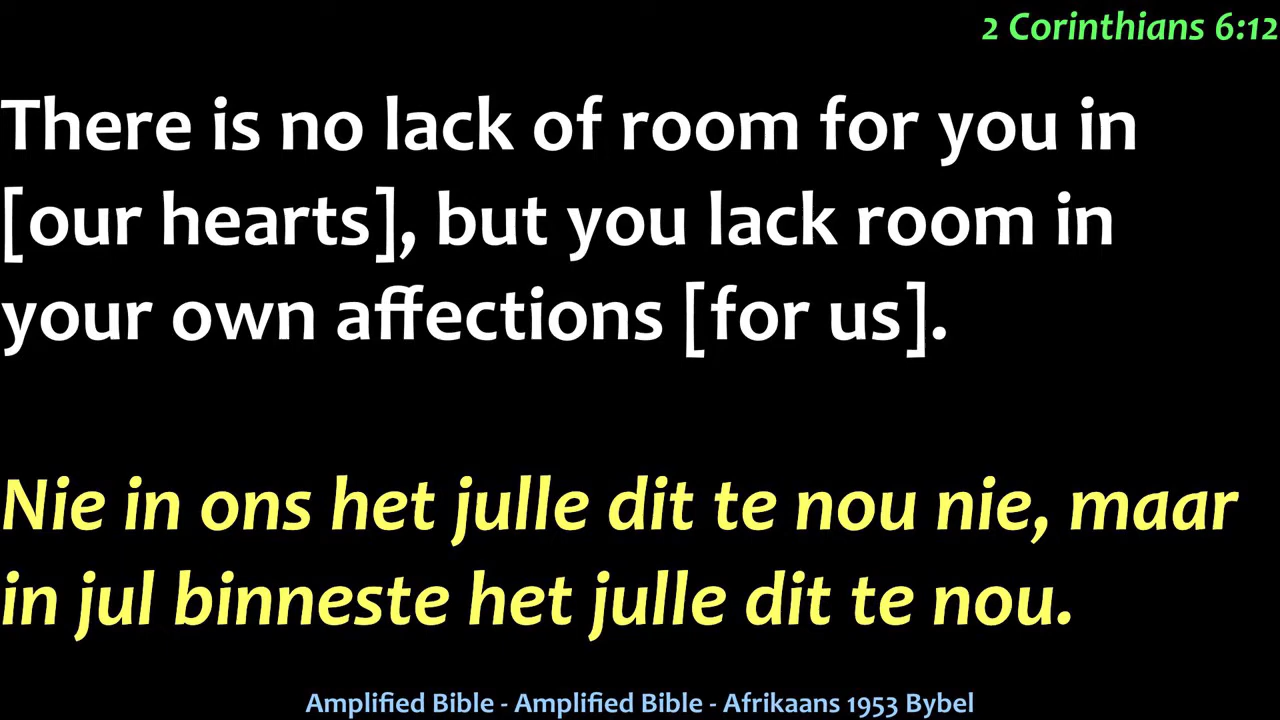 2 Corinthians 6:12
There is no lack of room for you in
[our hearts], but you lack room in
your own affections [for us].
Nie in ons het julle dit te nou nie, maar
in jul binneste het julle dit te nou.
Amplified Bible - Amplified Bible - Afrikaans 1953 Bybel